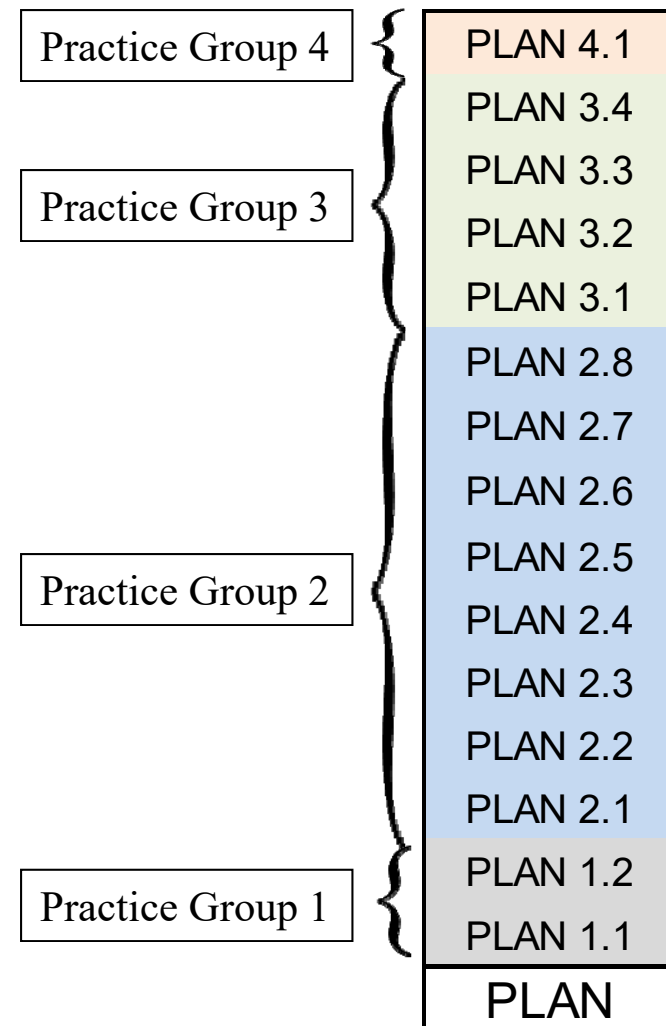 Practice Group 4
PLAN 4.1
PLAN 3.4
PLAN 3.3
Practice Group 3
PLAN 3.2
PLAN 3.1
PLAN 2.8
PLAN 2.7
PLAN 2.6
PLAN 2.5
Practice Group 2
PLAN 2.4
PLAN 2.3
PLAN 2.2
PLAN 2.1
PLAN 1.2
Practice Group 1
PLAN 1.1
PLAN